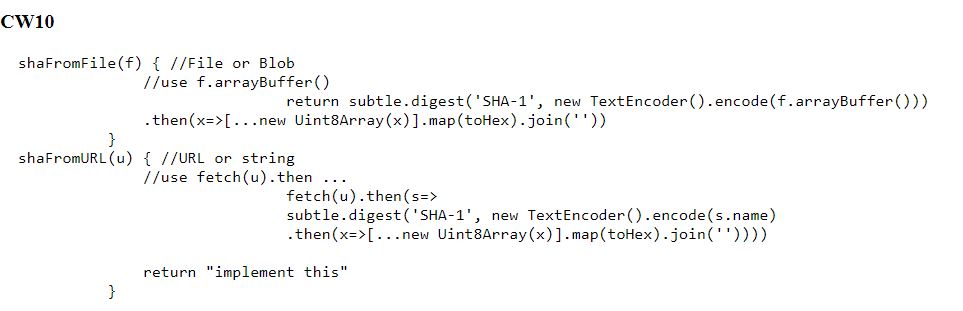 CW10
shaFromFile(f) { //File or Blob
//use f.arrayBuffer()
return subtle.digest('SHA-1', new TextEncoder().encode(f.arrayBuffer()))
.then(x=>[...new Uint8Array(x)].map(toHex).join(''))
}
shaFromURL(u) { //URL or string
//use fetch(u).then ...
fetch(u).then(s=>
subtle.digest('SHA-1', new TextEncoder().encode(s.name)
.then(x=>[...new Uint8Array(x)].map(toHex).join(''))))
return "implement this"
}